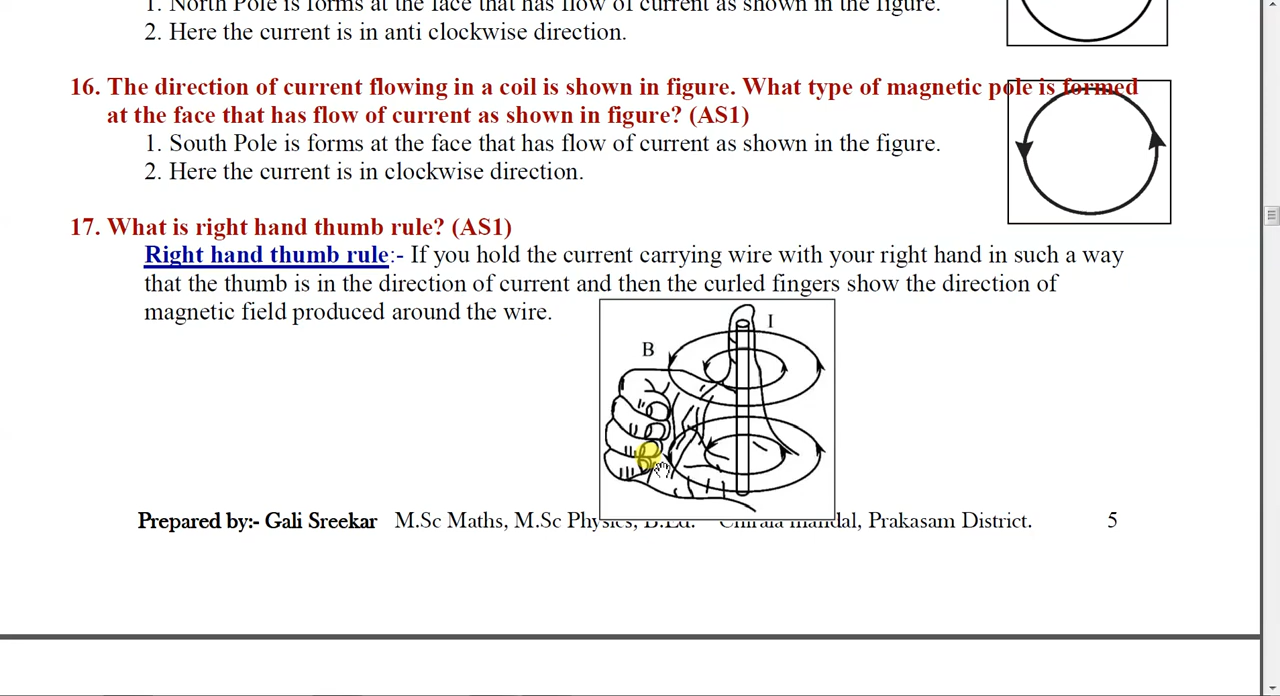 1. North Pole is forms at the face that has flow of current as shown in the figure.
2. Here the current is in anti clockwise direction.
16. The direction of current flowing in a coil is shown in figure. What type of magnetic pole is formed
at the face that has flow of current as shown in figure? (AS1)
1. South Pole is forms at the face that has flow of current as shown in the figure.
2. Here the current is in clockwise direction.
17. What is right hand thumb rule? (AS1)
Right hand thumb rule:- If you hold the current carrying wire with your right hand in such a way
that the thumb is in the direction of current and then the curled fingers show the direction of
magnetic field produced around the wire.
I
B
Prepared by:- Gali Sreekar M.Sc Maths, M.Sc Physics, B.Ed. Chirala mandal, Prakasam District. 5